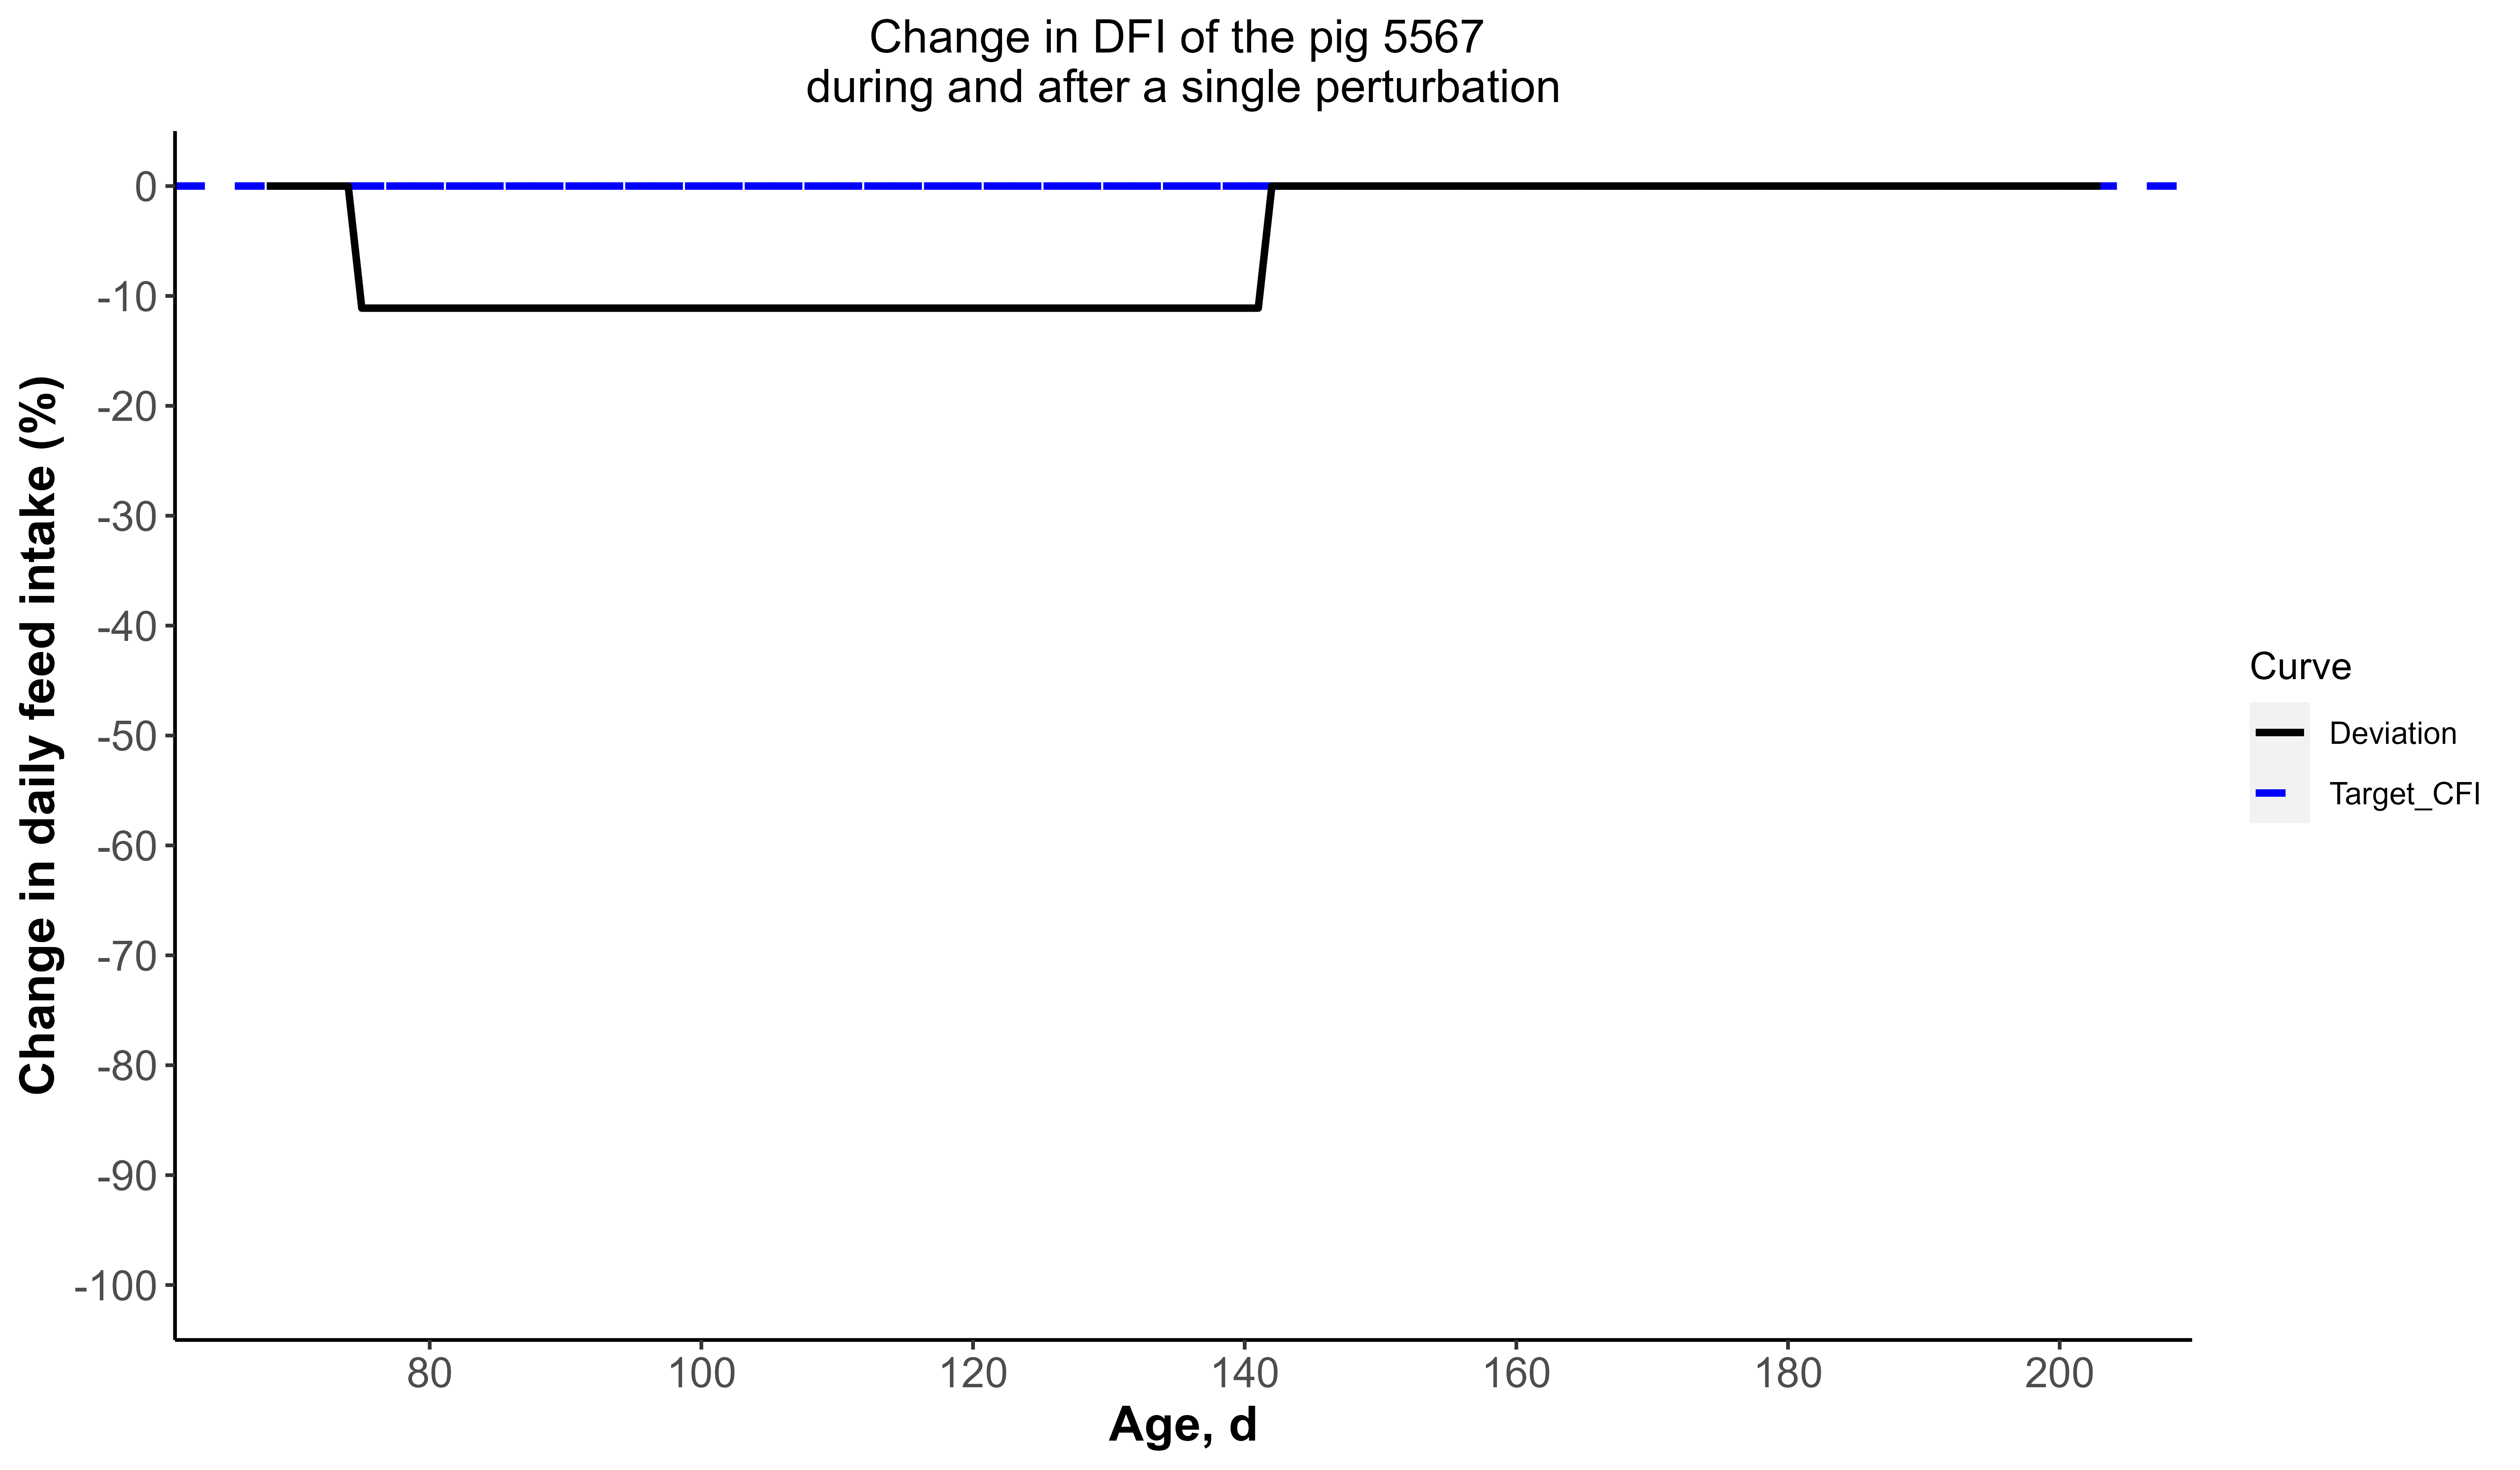 Change in DFI of the pig 5567
during and after a single perturbation
Change in daily feed intake (%)
0
-10
-20
-30
-40
-50
-60
-70
-80
-90
-100
80 100 120 140 160 180 200
Age, d
Curve
Deviation
Target_CFI